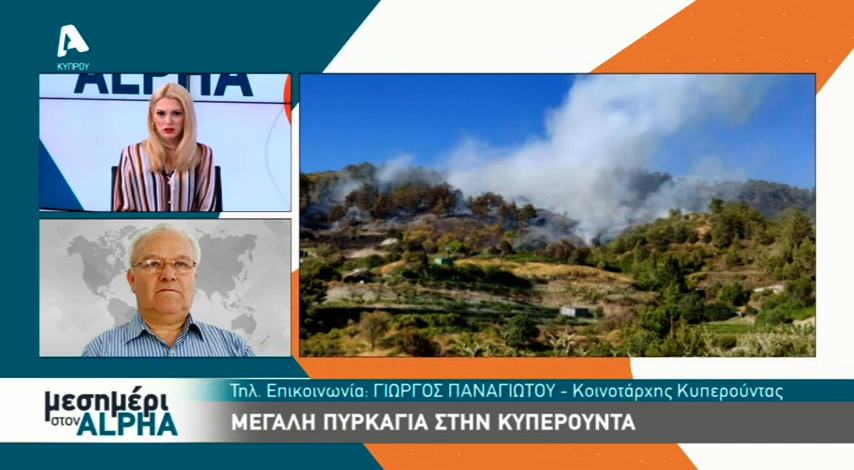 ΚΥΠΡΟΥ
ALPHA
Τηλ. Επικοινωνία: ΓΙΩΡΓΟΣ ΠΑΝΑΓΙΩΤΟΥ – Κοινοτάρχης Κυπερούντας
μεσημέρι
στον ALPHA
ΜΕΓΑΛΗ ΠΥΡΚΑΓΙΑ ΣΤΗΝ ΚΥΠΕΡΟΥΝΤΑ